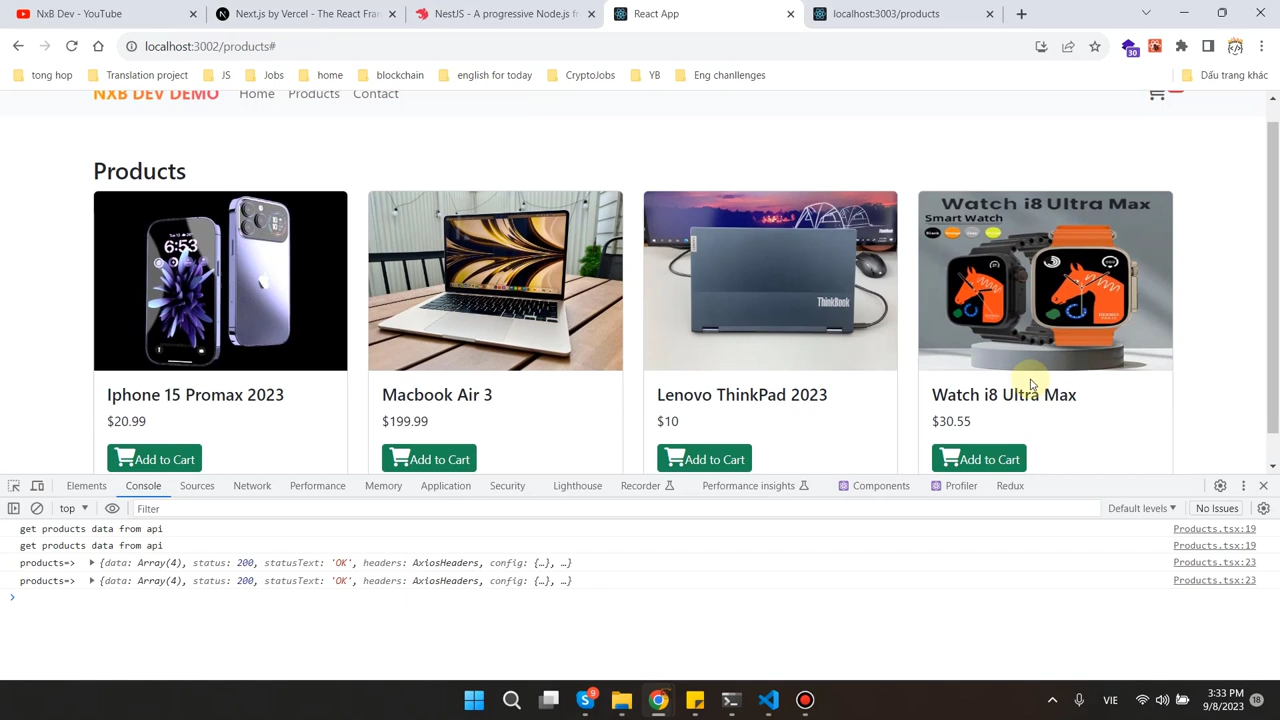 NxB Dev - YouTube
Next.js by Vercel - The React Fra
NestJS - A progressive Node.js f
React App
localhost:3003/products
localhost:3002/products#
30
tong hop
Translation project
JS
Jobs
home
blockchain
english for today
CryptoJobs
YB
Eng chanllenges
Dấu trang khác
NXB DEV DEMO
Home
Products
Contact
Products
6:53
ThinkBook
Watch i8 Ultra Max
Smart Watch
Iphone 15 Promax 2023
Macbook Air 3
Lenovo ThinkPad 2023
Watch i8 Ultra Max
$20.99
$199.99
$10
$30.55
Add to Cart
Add to Cart
Add to Cart
Add to Cart
Elements
Console
Sources
Network
Performance
Memory
Application
Security
Lighthouse
Recorder
Performance insights
Components
Profiler
Redux
top
Filter
Default levels
No Issues
get products data from api
Products.tsx:19
get products data from api
Products.tsx:19
products=> {data: Array(4), status: 200, statusText: 'OK', headers: AxiosHeaders, config: {…}, …}
Products.tsx:23
products=> {data: Array(4), status: 200, statusText: 'OK', headers: AxiosHeaders, config: {…}, …}
Products.tsx:23
9
VIE
3:33 PM
9/8/2023
18